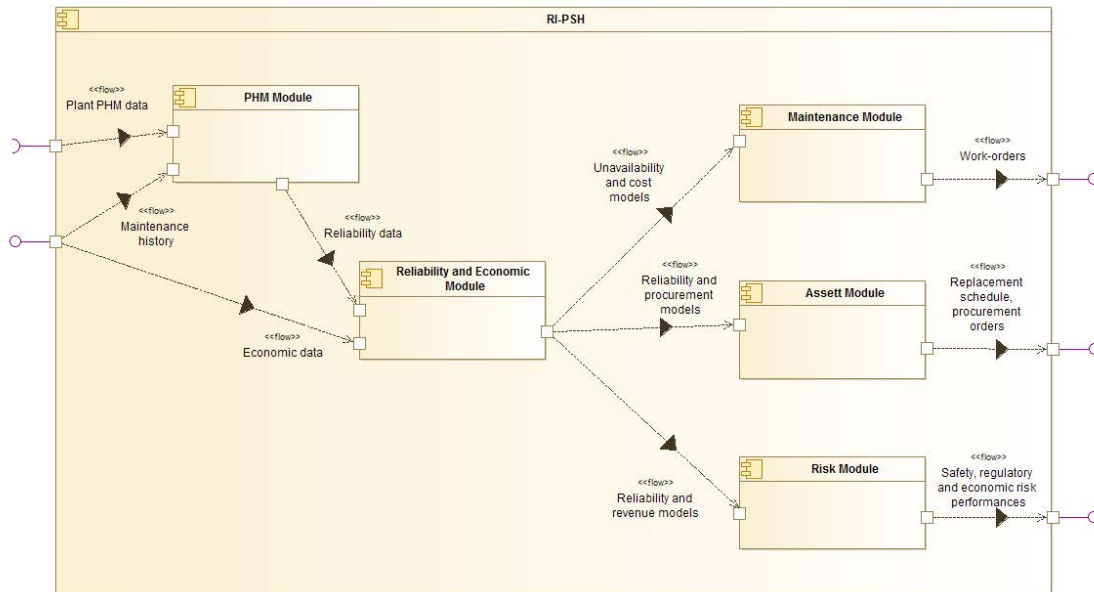 RI-PSH
<<flow>>
Plant PHM data
PHM Module
<<flow>>
Maintenance
history
<<flow>>
Reliability data
Reliability and Economic
Module
<<flow>>
Economic data
<<flow>>
Unavailability
and cost
models
Maintenance Module
<<flow>>
Work-orders
<<flow>>
Reliability and
procurement
models
Assett Module
<<flow>>
Replacement
schedule,
procurement
orders
<<flow>>
Reliability and
revenue models
Risk Module
<<flow>>
Safety, regulatory
and economic risk
performances